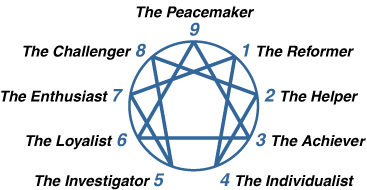 The Peacemaker
9
The Challenger 8 1 The Reformer
The Enthusiast 7 2 The Helper
The Loyalist 6 3 The Achiever
The Investigator 5 4 The Individualist